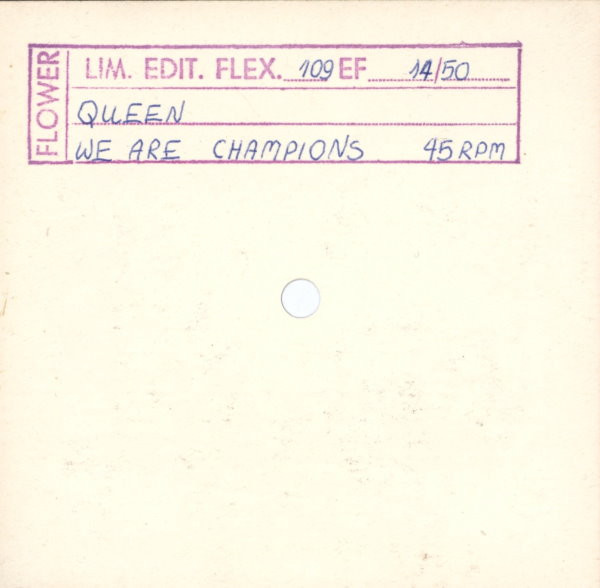 FLOWER
LIM. EDIT. FLEX. 109 EF 14/50
QUEEN
WE ARE CHAMPIONS 45 RPM